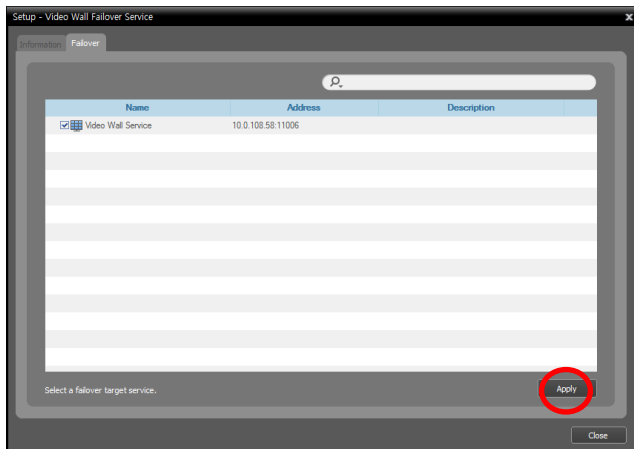 Setup - Video Wall Failover Service
x
Information Failover
Name Address Description
Video Wall Service 10.0.108.58:11006
Select a failover target service.
Apply
Close